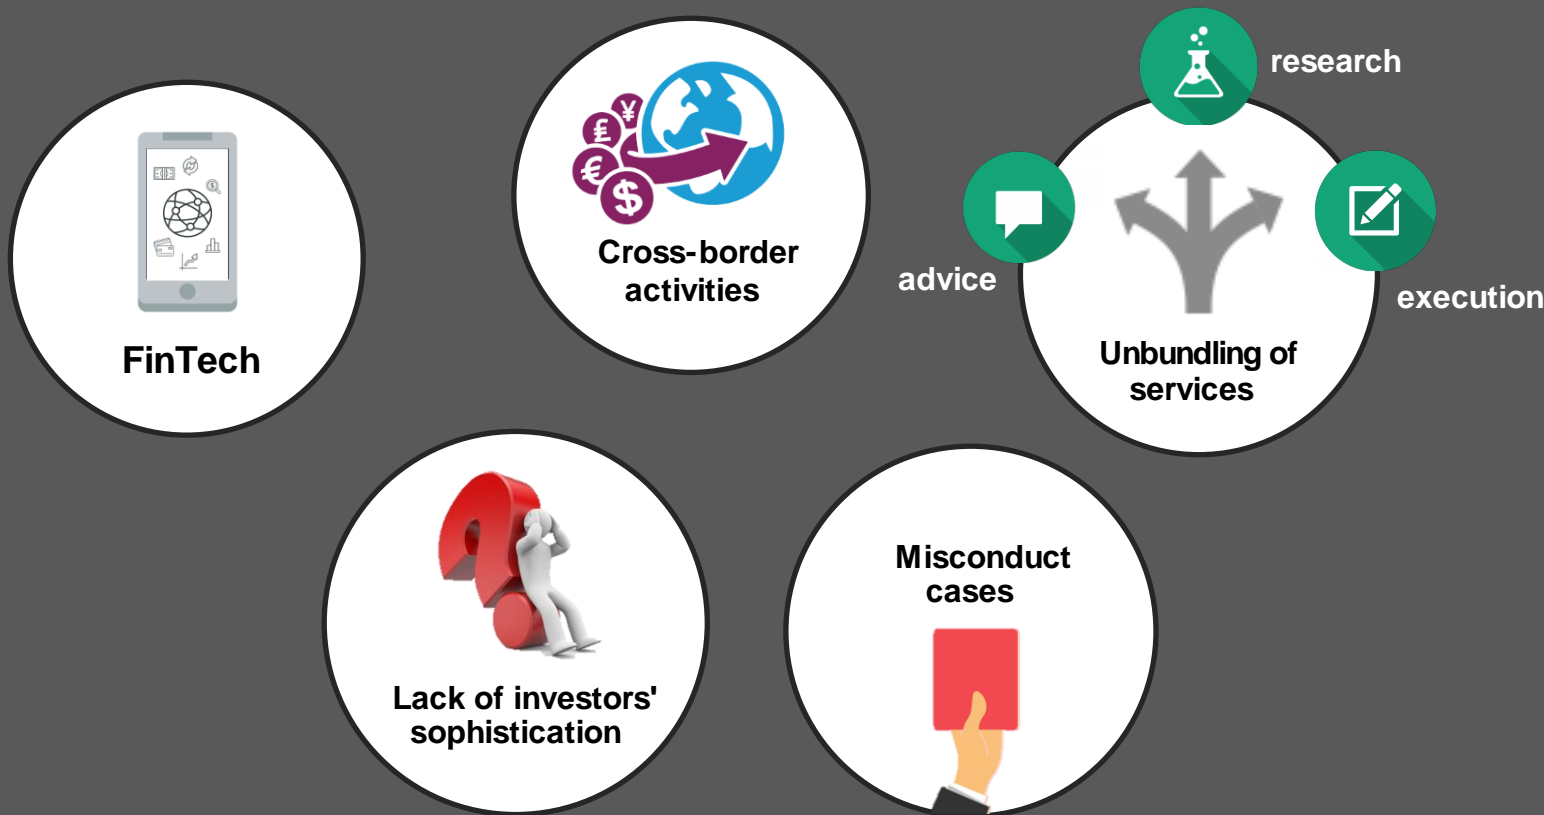 FinTech
Cross-border
activities
research
advice
execution
Unbundling of
services
Lack of investors'
sophistication
Misconduct
cases
£
¥
€
$